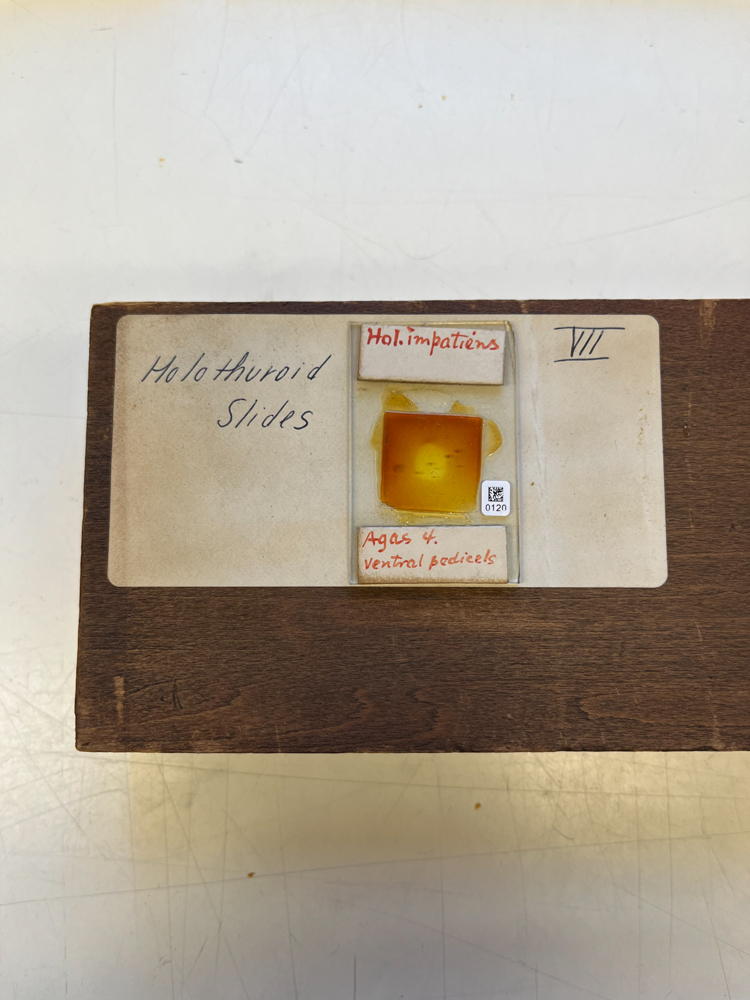 Holothuroid
Slides
Hol. impatiens
VII
0120
Agas 4.
ventral pedicels